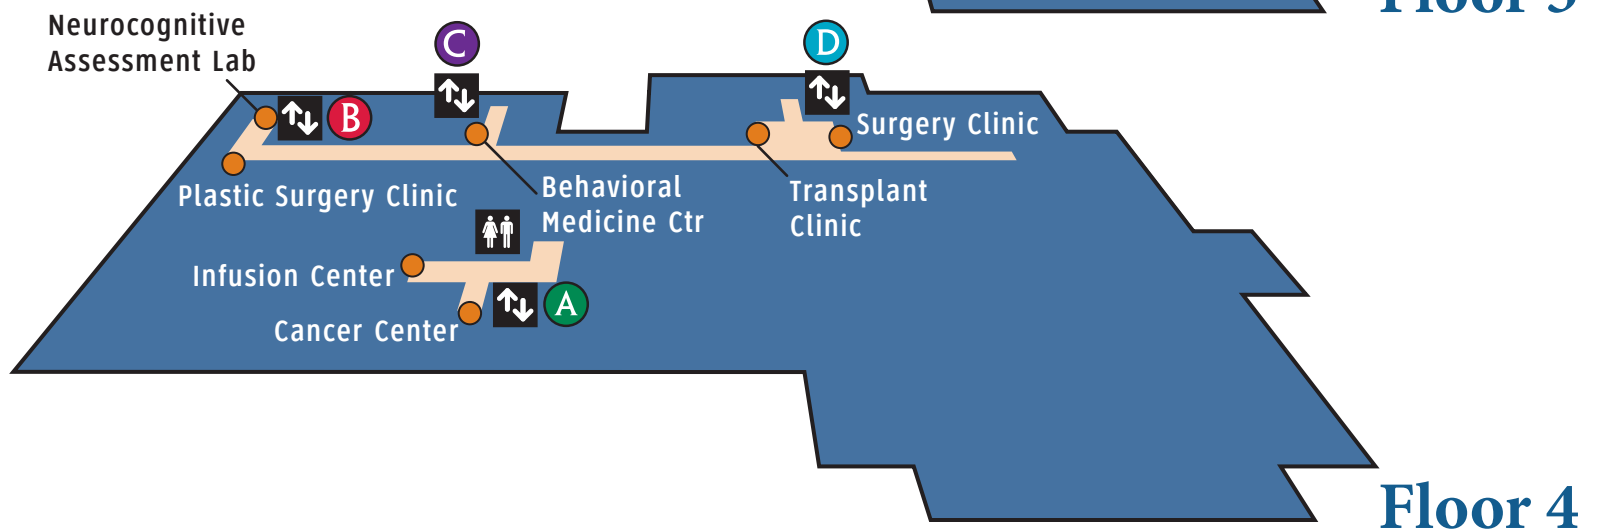 Floor 3
Neurocognitive
Assessment Lab
C
D
B
Surgery Clinic
Plastic Surgery Clinic
Behavioral
Medicine Ctr
Transplant
Clinic
Infusion Center
A
Cancer Center
Floor 4